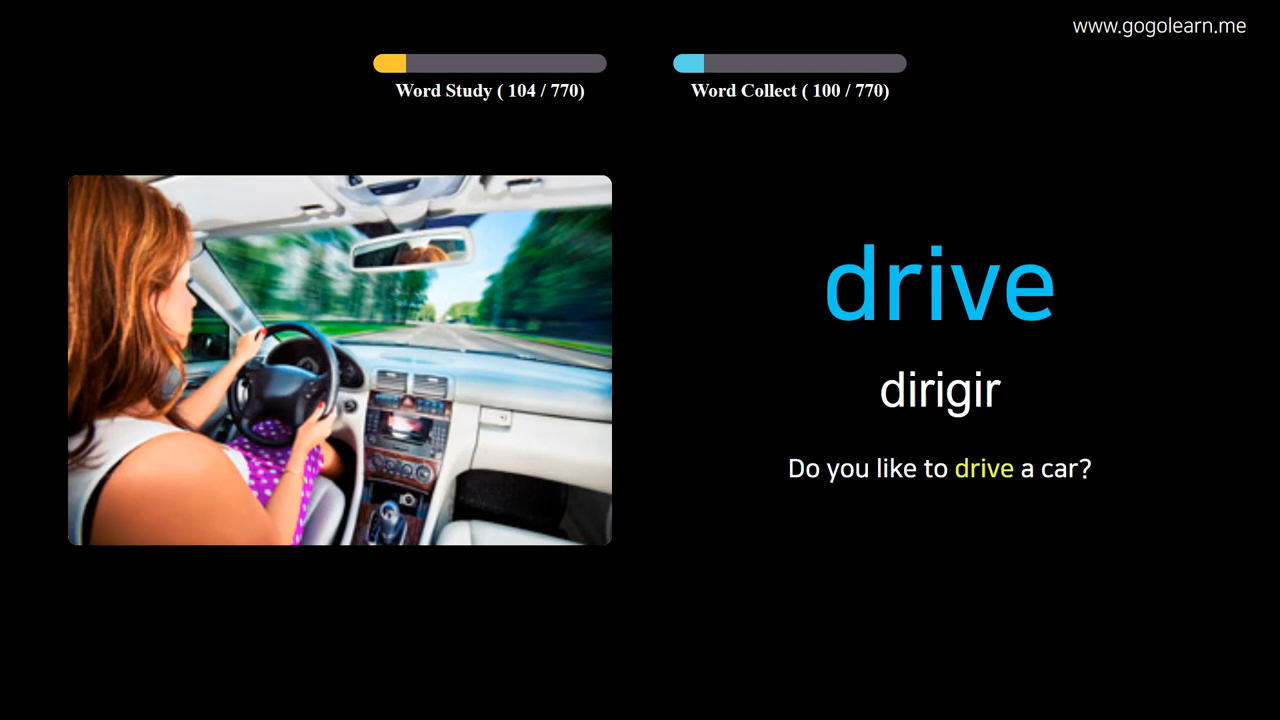 www.gogolearn.me
Word Study ( 104 / 770)
Word Collect ( 100 / 770)
drive
dirigir
Do you like to drive a car?